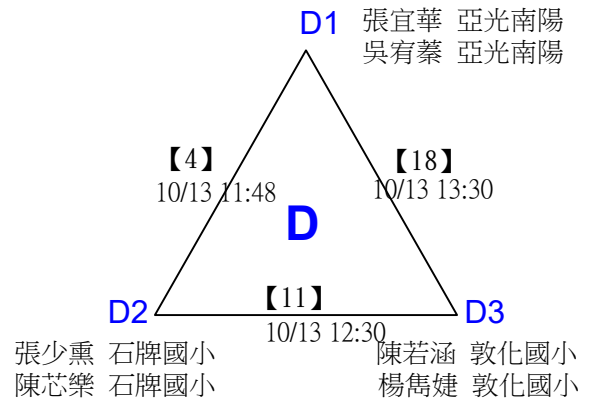 D1 張宜華 亞光南陽
吳宥蓁 亞光南陽
【4】
10/13 11:48
【18】
10/13 13:30
D
【11】
10/13 12:30
D2
張少熏 石牌國小
陳芯樂 石牌國小
D3
陳若涵 敦化國小
楊雋婕 敦化國小